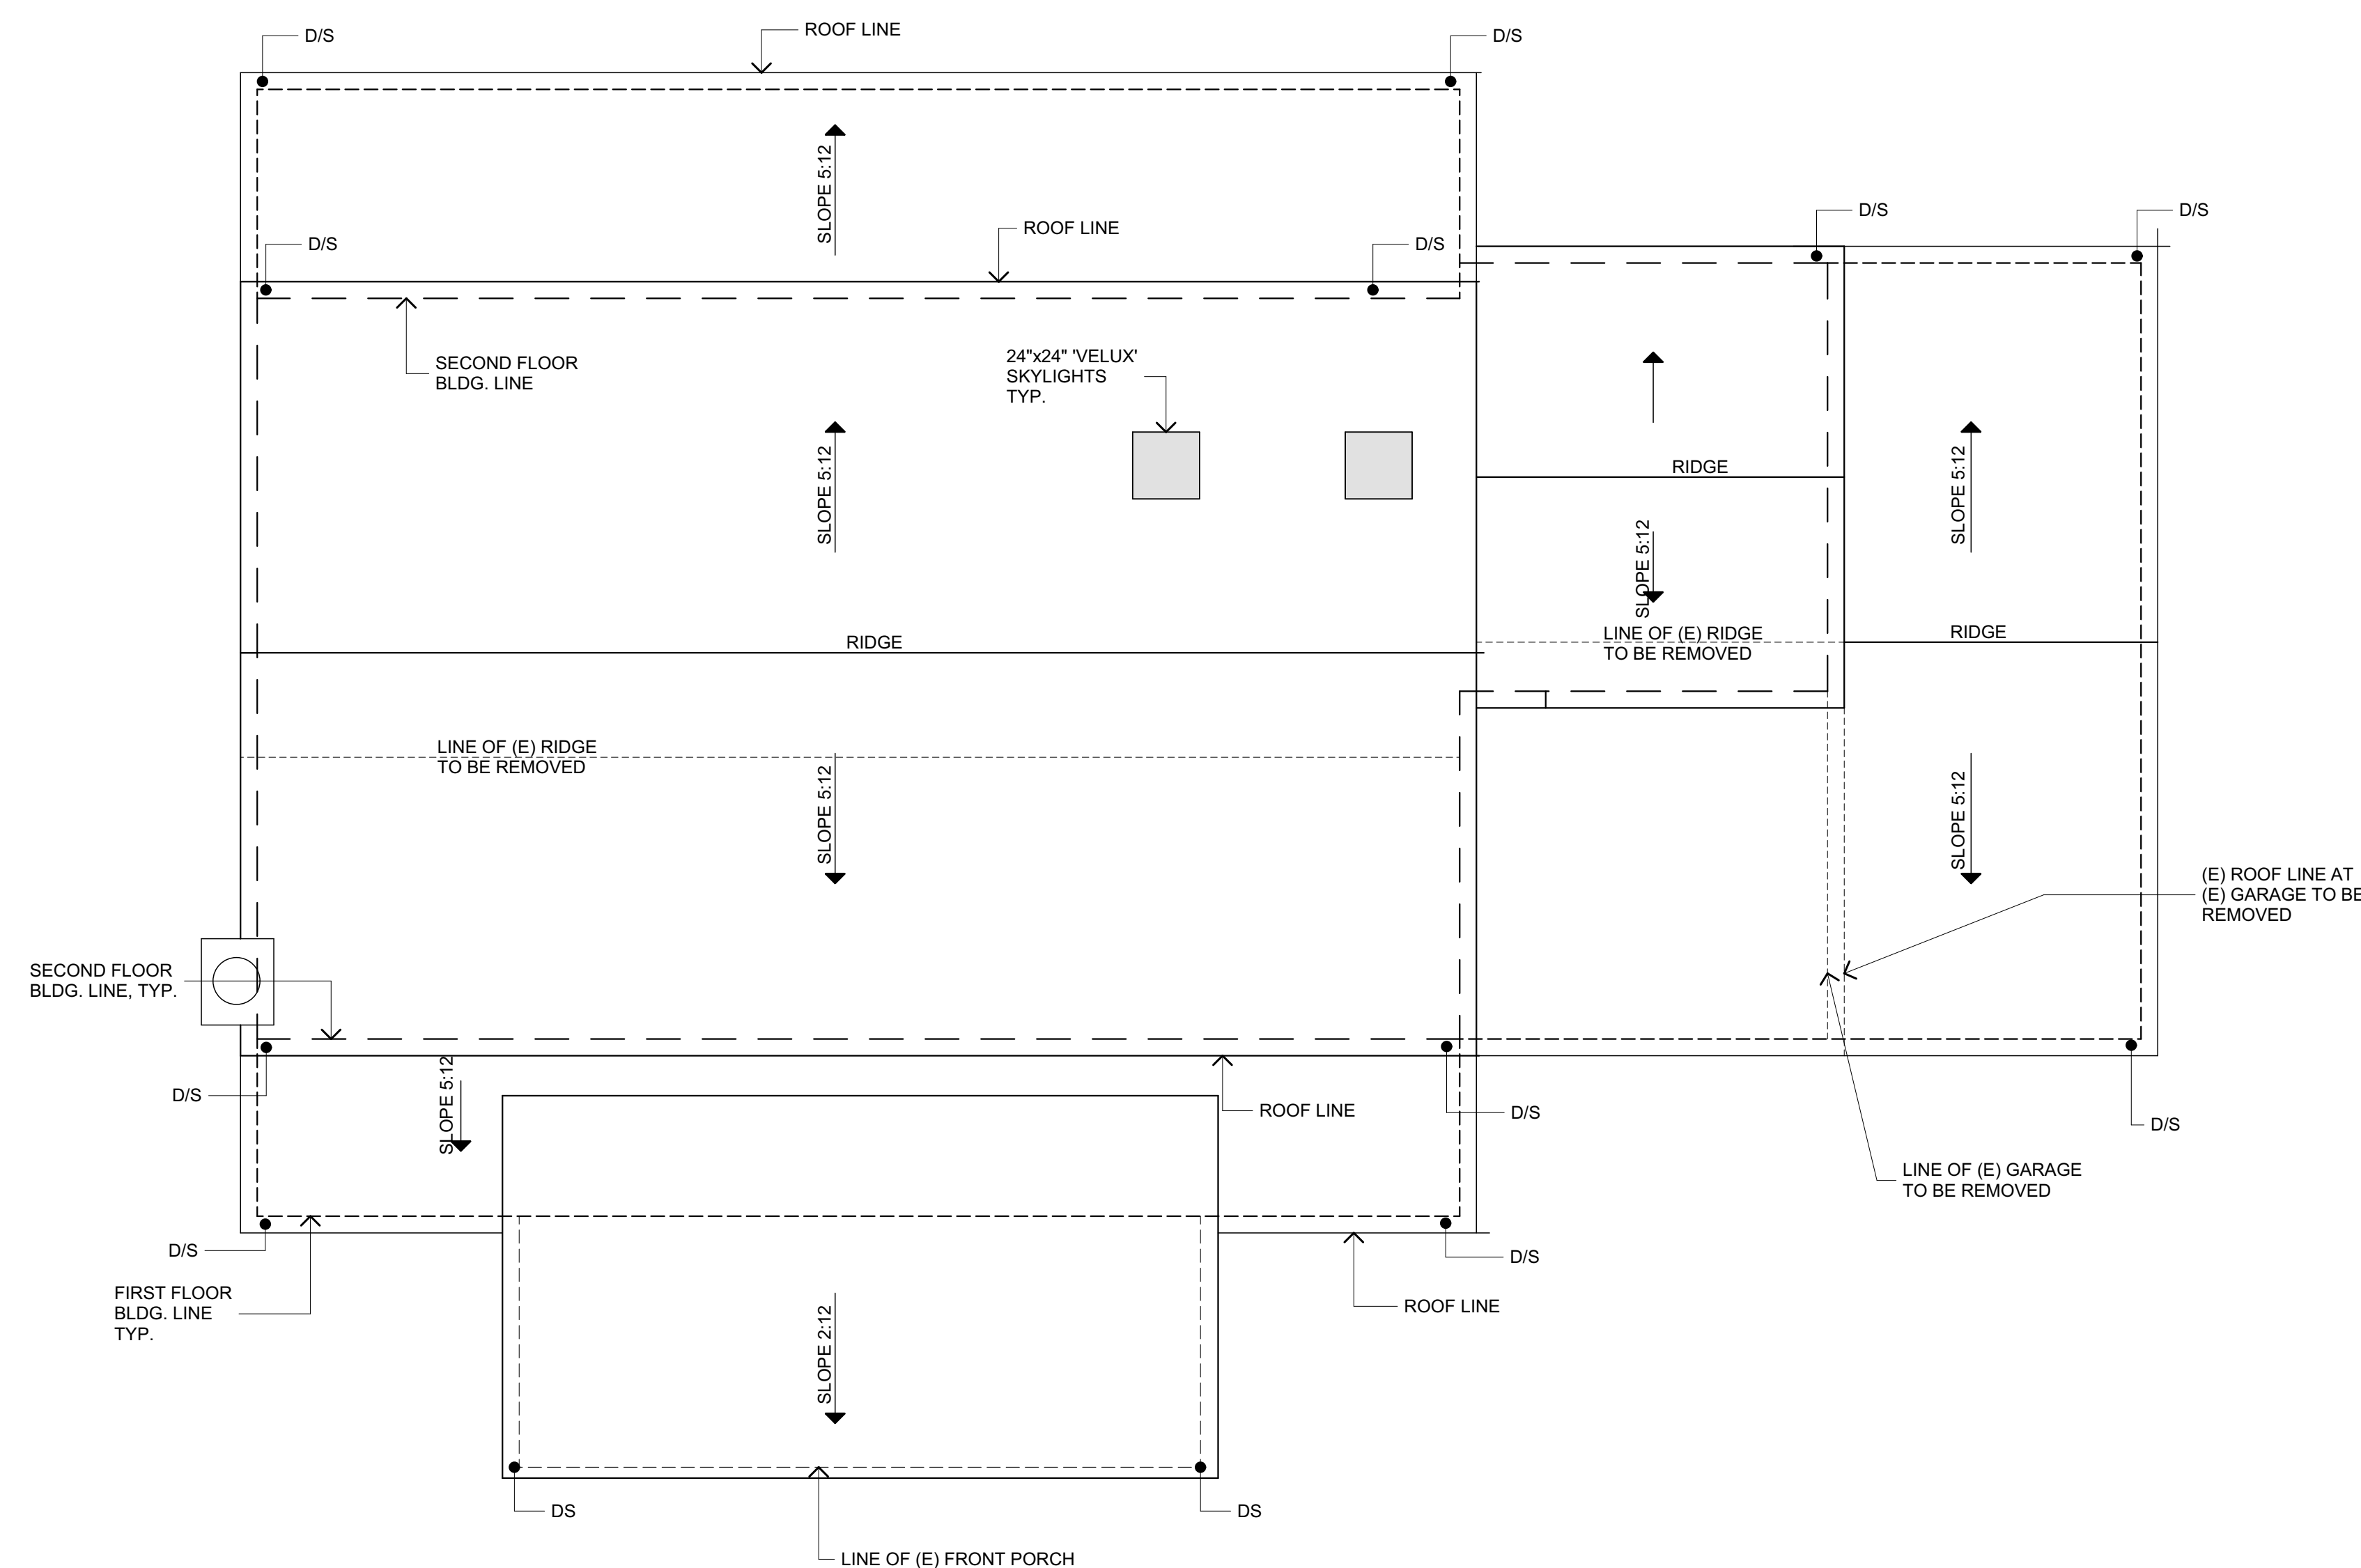 D/S
ROOF LINE
D/S
SLOPE 5:12
D/S
D/S
D/S
ROOF LINE
D/S
SECOND FLOOR
BLDG. LINE
24"x24" 'VELUX'
SKYLIGHTS
TYP.
SLOPE 5:12
RIDGE
SLOPE 5:12
SLOPE 5:12
LINE OF (E) RIDGE
TO BE REMOVED
RIDGE
RIDGE
LINE OF (E) RIDGE
TO BE REMOVED
SLOPE 5:12
SLOPE 5:12
(E) ROOF LINE AT
(E) GARAGE TO BE
REMOVED
SECOND FLOOR
BLDG. LINE, TYP.
D/S
SLOPE 5:12
ROOF LINE
D/S
D/S
LINE OF (E) GARAGE
TO BE REMOVED
D/S
D/S
FIRST FLOOR
BLDG. LINE
TYP.
ROOF LINE
SLOPE 2:12
DS
DS
LINE OF (E) FRONT PORCH